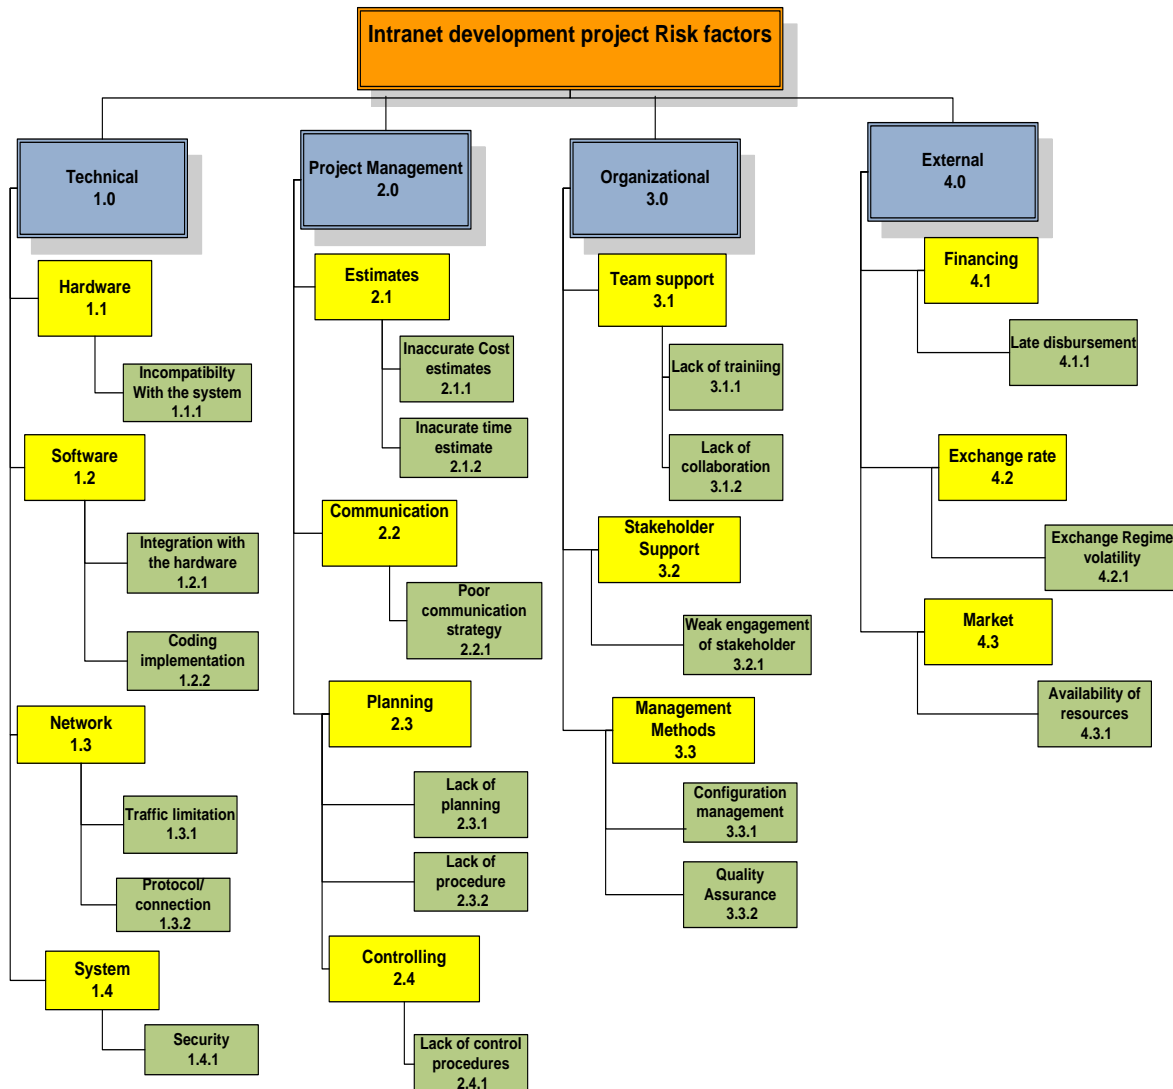 Intranet development project Risk factors
Technical
1.0
Project Management
2.0
Organizational
3.0
External
4.0
Hardware
1.1
Incompatibilty
With the system
1.1.1
Software
1.2
Integration with
the hardware
1.2.1
Coding
implementation
1.2.2
Network
1.3
Traffic limitation
1.3.1
Protocol/
connection
1.3.2
System
1.4
Security
1.4.1
Estimates
2.1
Inaccurate Cost
estimates
2.1.1
Inacurate time
estimate
2.1.2
Communication
2.2
Poor
communication
strategy
2.2.1
Planning
2.3
Lack of
planning
2.3.1
Lack of
procedure
2.3.2
Controlling
2.4
Lack of control
procedures
2.4.1
Team support
3.1
Lack of trainiing
3.1.1
Lack of
collaboration
3.1.2
Stakeholder
Support
3.2
Weak engagement
of stakeholder
3.2.1
Management
Methods
3.3
Configuration
management
3.3.1
Quality
Assurance
3.3.2
Financing
4.1
Late disbursement
4.1.1
Exchange rate
4.2
Exchange Regime
volatility
4.2.1
Market
4.3
Availability of
resources
4.3.1